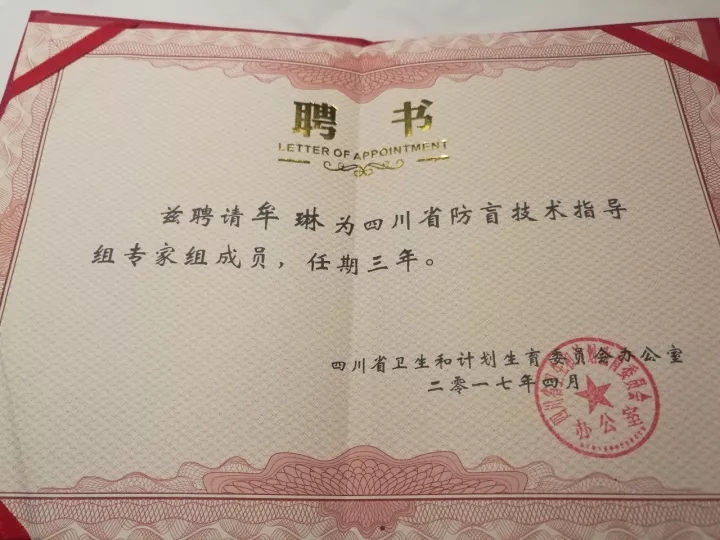 聘 书
LETTER OF APPOINTMENT
兹聘请牟 琳为四川省防盲技术指导
组专家组成员，任期三年。
四川省卫生和计划生育委员会办公室
二零一七年四月
办公室